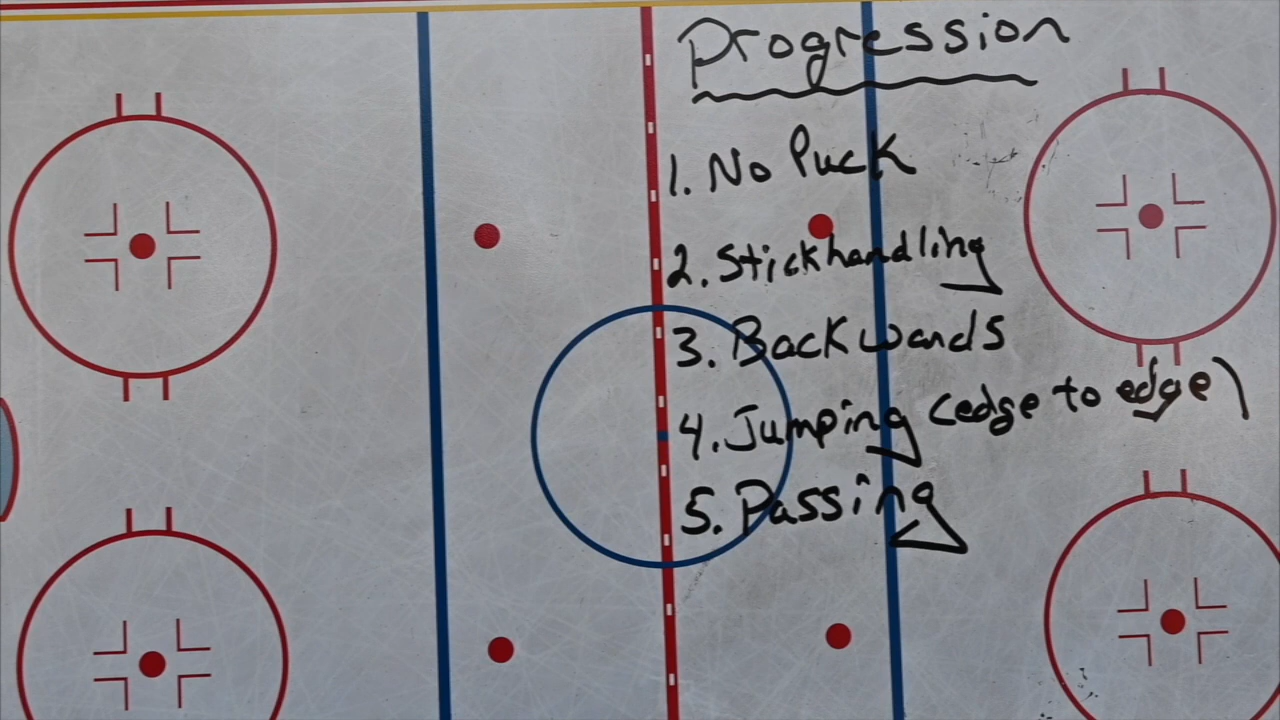 Progression
1. No Puck
2. Stickhandling
3. Backwards
4. Jumping (edge to edge)
5. Passing